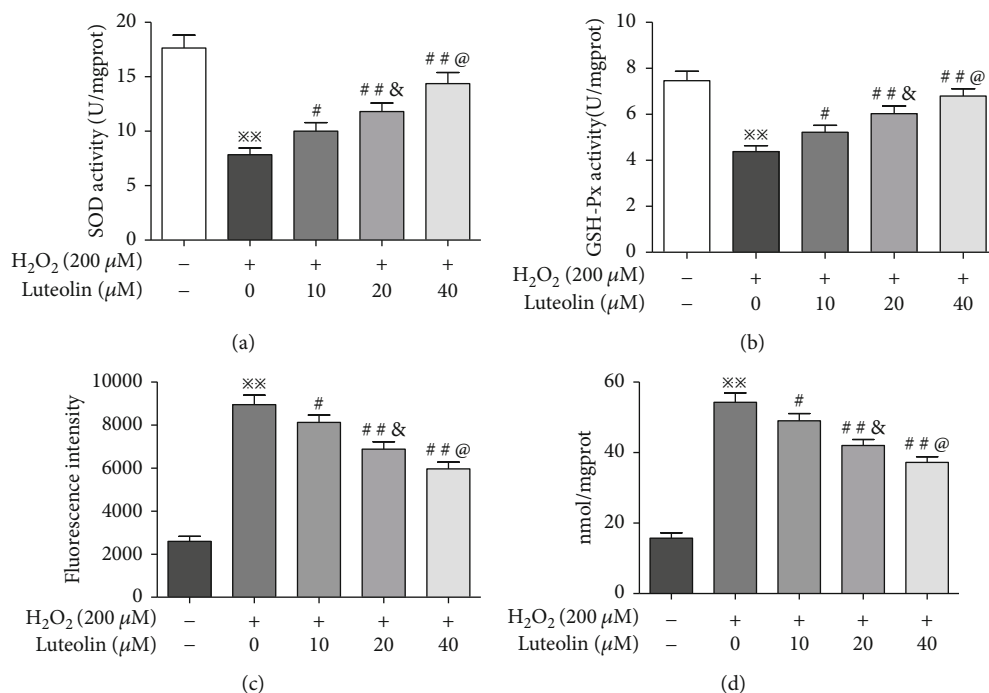 SOD activity (U/mgprot)
20
15
10
5
0
※※
#
# # &
# # @
H₂O₂ (200 μM) – + + + +
Luteolin (μM) – 0 10 20 40
(a)
GSH-Px activity(U/mgprot)
10
8
6
4
2
0
※※
#
# # &
# # @
H₂O₂ (200 μM) – + + + +
Luteolin (μM) – 0 10 20 40
(b)
Fluorescence intensity
10000
8000
6000
4000
2000
0
※※
#
# # &
# # @
H₂O₂ (200 μM) – + + + +
Luteolin (μM) – 0 10 20 40
(c)
nmol/mgprot
60
40
20
0
※※
#
# # &
# # @
H₂O₂ (200 μM) – + + + +
Luteolin (μM) – 0 10 20 40
(d)